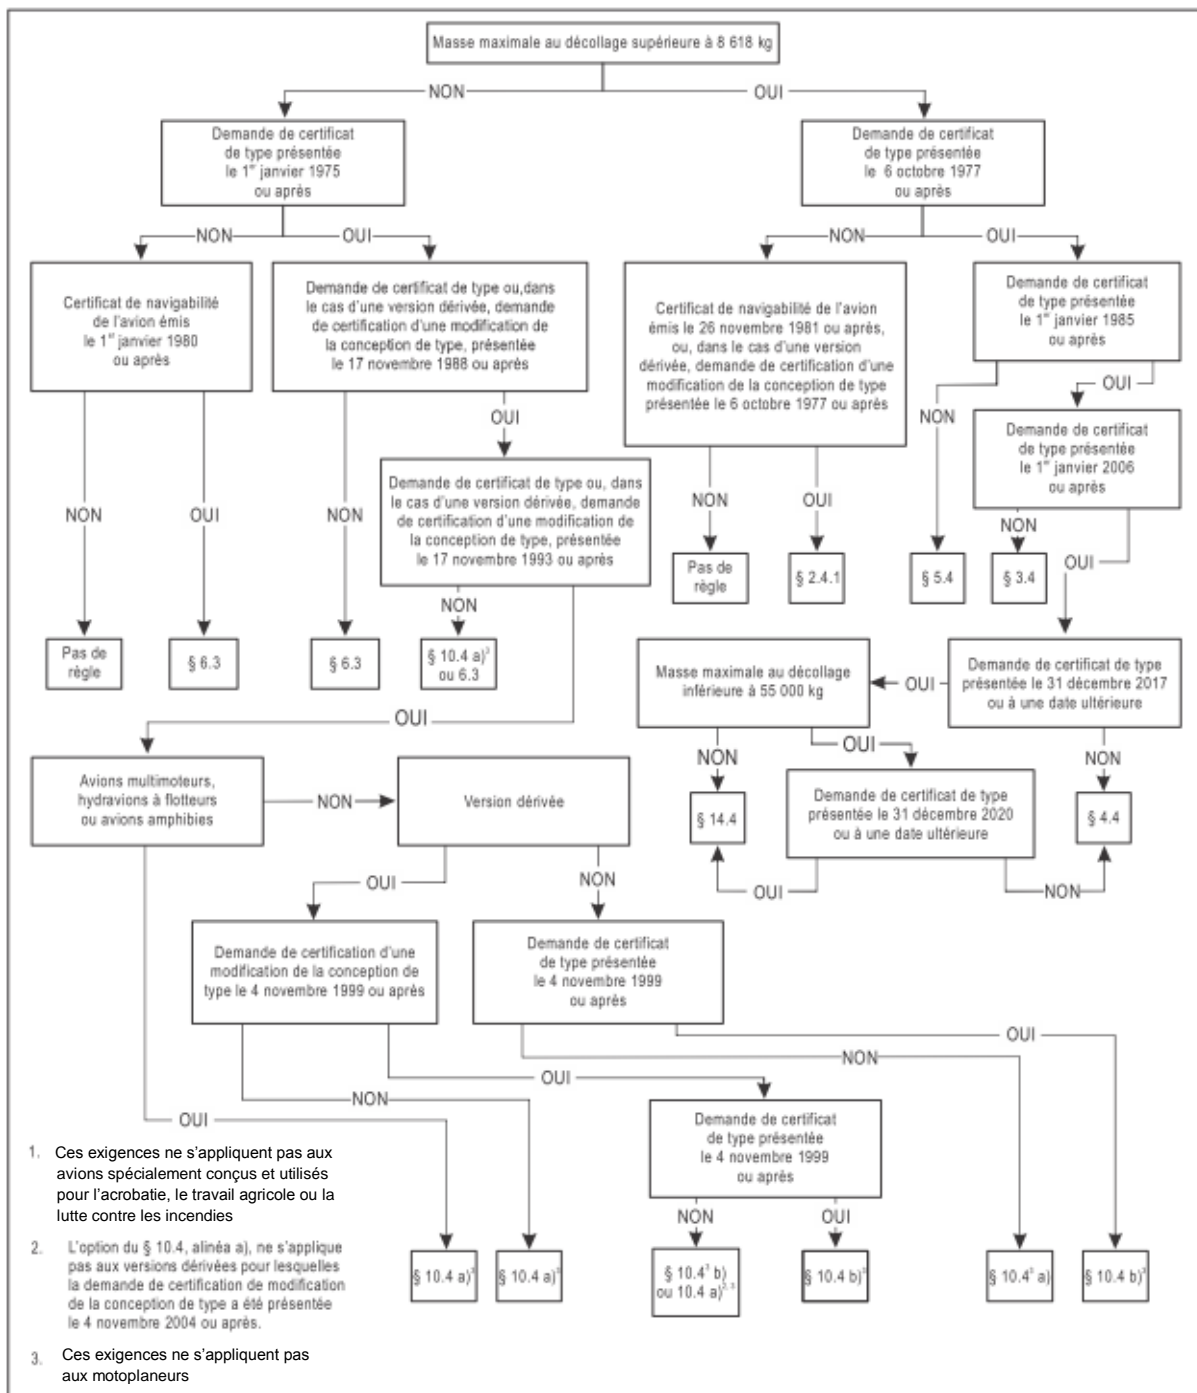 Masse maximale au décollage supérieure à 8 618 kg
NON
OUI
Demande de certificat
de type présentée
le 1er janvier 1975
ou après
Demande de certificat
de type présentée
le 6 octobre 1977
ou après
NON
OUI
NON
OUI
Certificat de navigabilité
de l'avion émis
le 1er janvier 1980
ou après
Demande de certificat de type ou,dans
le cas d'une version dérivée, demande
de certification d'une modification de
la conception de type, présentée
le 17 novembre 1988 ou après
Certificat de navigabilité de l'avion
émis le 26 novembre 1981 ou après,
ou, dans le cas d'une version
dérivée, demande de certification d'une
modification de la conception de type
présentée le 6 octobre 1977 ou après
Demande de certificat
de type présentée
le 1er janvier 1985
ou après
OUI
NON
OUI
Demande de certificat
de type présentée
le 1er janvier 2006
ou après
Demande de certificat de type ou, dans
le cas d'une version dérivée, demande
de certification d'une modification de
la conception de type, présentée
le 17 novembre 1993 ou après
NON
OUI
NON
NON
OUI
NON
OUI
Pas de
règle
§ 2.4.1
§ 5.4
§ 3.4
NON
Pas de
règle
§ 6.3
§ 6.3
§ 10.4 a)3
ou 6.3
Masse maximale au décollage
inférieure à 55 000 kg
OUI
Demande de certificat de type
présentée le 31 décembre 2017
ou à une date ultérieure
OUI
NON
OUI
NON
Avions multimoteurs,
hydravions à flotteurs
ou avions amphibies
NON
Version dérivée
§ 14.4
Demande de certificat de type
présentée le 31 décembre 2020
ou à une date ultérieure
§ 4.4
OUI
NON
OUI
NON
Demande de certification d'une
modification de la conception de
type le 4 novembre 1999 ou après
Demande de certificat
de type présentée
le 4 novembre 1999
ou après
OUI
NON
OUI
NON
OUI
Demande de certificat
de type présentée
le 4 novembre 1999
ou après
NON
OUI
§ 10.4 a)3
§ 10.4 a)3
§ 10.43 b)
ou 10.4 a)2, 3
§ 10.4 b)3
§ 10.43 a)
§ 10.4 b)3
1. Ces exigences ne s'appliquent pas aux
avions spécialement conçus et utilisés
pour l'acrobatie, le travail agricole ou la
lutte contre les incendies
2. L'option du § 10.4, alinéa a), ne s'applique
pas aux versions dérivées pour lesquelles
la demande de certification de modification
de la conception de type a été présentée
le 4 novembre 2004 ou après.
3. Ces exigences ne s'appliquent pas
aux motoplaneurs